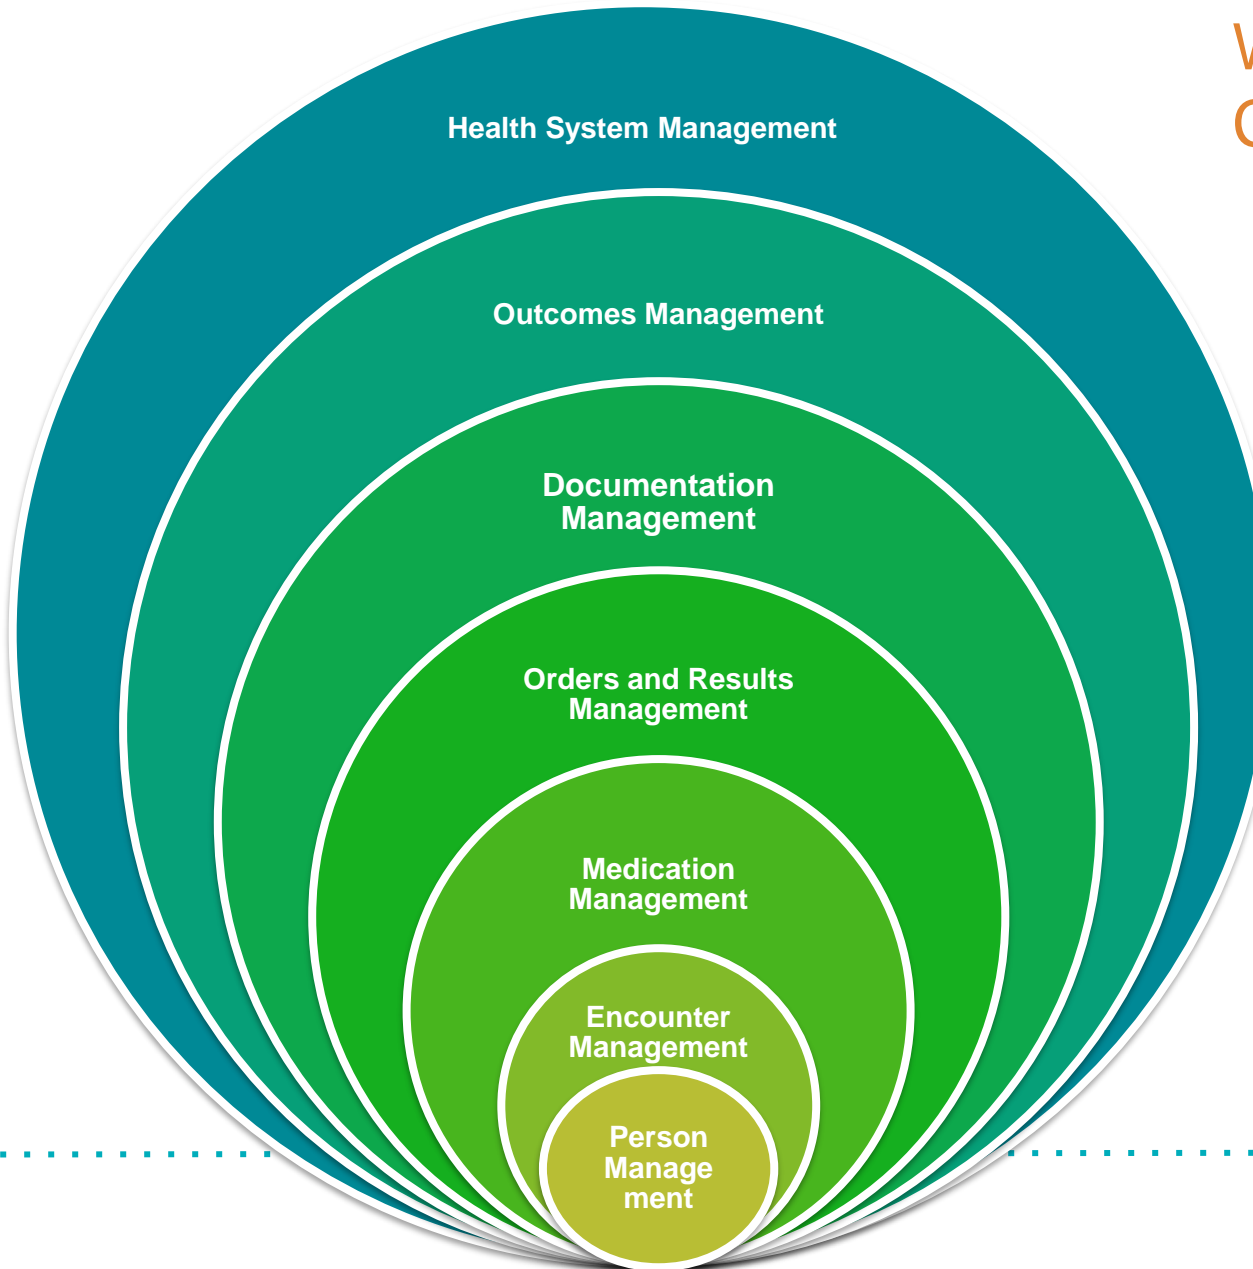 Health System Management
Outcomes Management
Documentation
Management
Orders and Results
Management
Medication
Management
Encounter
Management
Person
Manage
ment